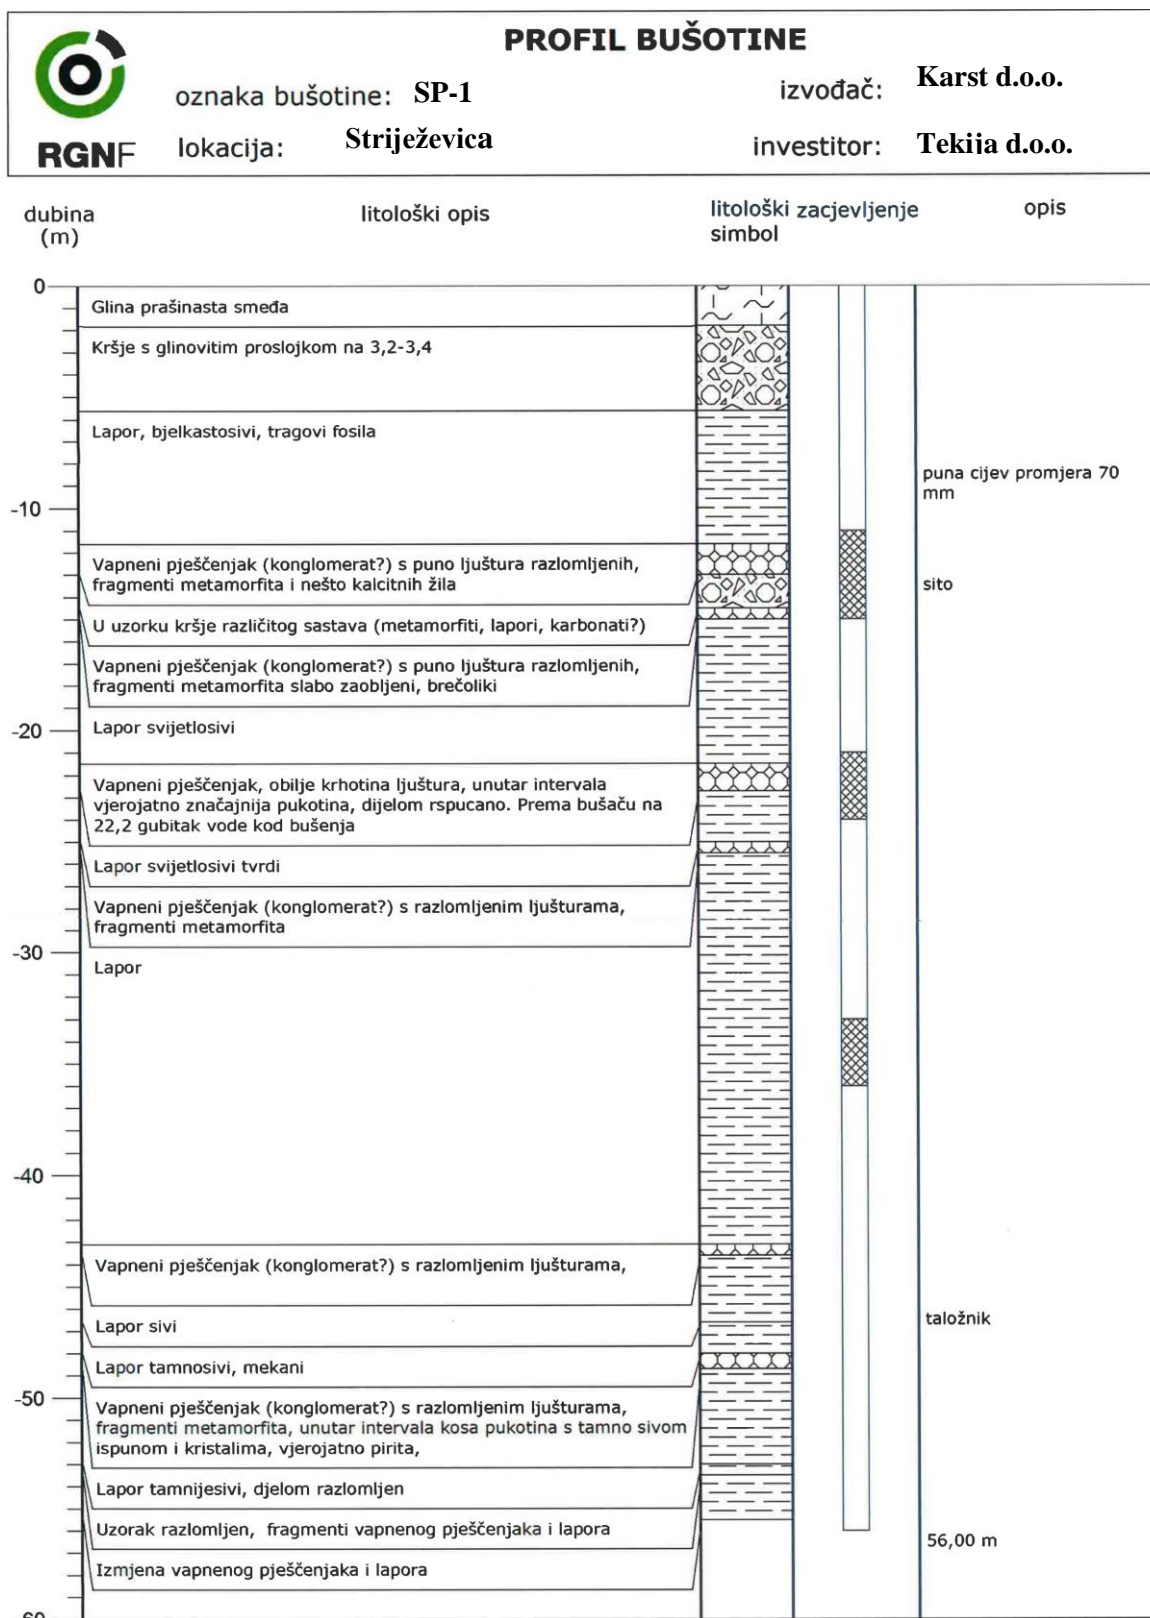 PROFIL BUŠOTINE
oznaka bušotine: SP-1
izvođač: Karst d.o.o.
RGNF
lokacija: Striježevica
investitor: Tekija d.o.o.
dubina
(m)
litološki opis
litološki
simbol
zacjevljenje
opis
0
Glina prašinasta smeđa
Kršje s glinovitim proslojkom na 3,2-3,4
Lapor, bjelkastosivi, tragovi fosila
puna cijev promjera 70
mm
-10
Vapneni pješčenjak (konglomerat?) s puno ljuštura razlomljenih,
fragmenti metamorfita i nešto kalcitnih žila
sito
U uzorku kršje različitog sastava (metamorfiti, lapori, karbonati?)
Vapneni pješčenjak (konglomerat?) s puno ljuštura razlomljenih,
fragmenti metamorfita slabo zaobljeni, brečoliki
-20
Lapor svijetlosivi
Vapneni pješčenjak, obilje krhotina ljuštura, unutar intervala
vjerojatno značajnija pukotina, dijelom rspucano. Prema bušaču na
22,2 gubitak vode kod bušenja
Lapor svijetlosivi tvrdi
Vapneni pješčenjak (konglomerat?) s razlomljenim ljušturama,
fragmenti metamorfita
-30
Lapor
-40
Vapneni pješčenjak (konglomerat?) s razlomljenim ljušturama,
Lapor sivi
taložnik
Lapor tamnosivi, mekani
-50
Vapneni pješčenjak (konglomerat?) s razlomljenim ljušturama,
fragmenti metamorfita, unutar intervala kosa pukotina s tamno sivom
ispunom i kristalima, vjerojatno pirita,
Lapor tamnijesivi, djelom razlomljen
Uzorak razlomljen, fragmenti vapnenog pješčenjaka i lapora
56,00 m
Izmjena vapnenog pješčenjaka i lapora
-60